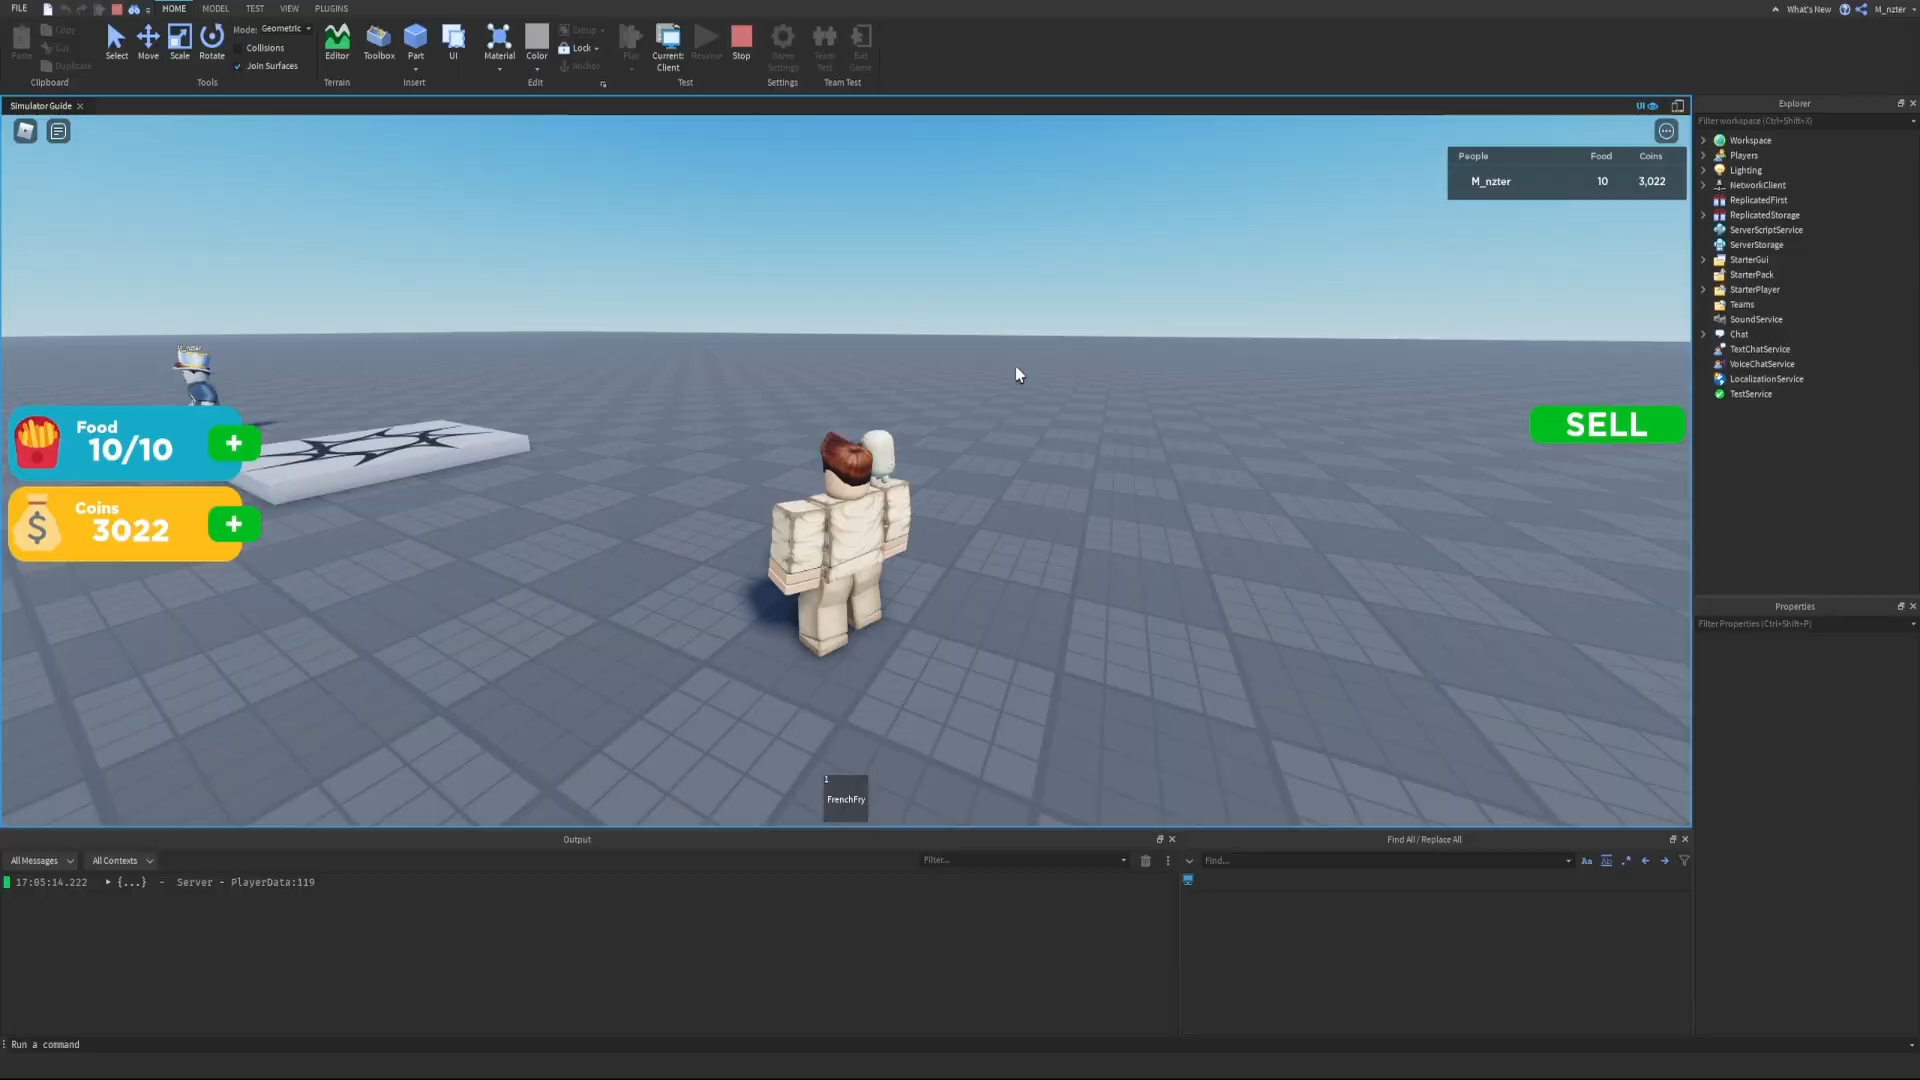 FILE
HOME
MODEL
TEST
VIEW
PLUGINS
What's New
M_nzter
Paste
Copy
Cut
Duplicate
Clipboard
Select
Move
Scale
Rotate
Mode: Geometric
Collisions
Join Surfaces
Tools
Editor
Terrain
Toolbox
Part
UI
Insert
Material
Color
Group
Lock
Anchor
Edit
Play
Current:
Client
Resume
Stop
Test
Game
Settings
Settings
Team
Test
Exit
Game
Team Test
Simulator Guide
UI
People Food Coins
M_nzter 10 3,022
M_nzter
Food
10/10
+
Coins
3022
+
$
SELL
1
FrenchFry
Explorer
Filter workspace (Ctrl+Shift+X)
Workspace
Players
Lighting
NetworkClient
ReplicatedFirst
ReplicatedStorage
ServerScriptService
ServerStorage
StarterGui
StarterPack
StarterPlayer
Teams
SoundService
Chat
TextChatService
VoiceChatService
LocalizationService
TestService
Properties
Filter Properties (Ctrl+Shift+P)
Output
All Messages
All Contexts
Filter...
17:05:14.222 ▸ {...} - Server - PlayerData:119
Find All / Replace All
Find...
Aa
Ab
.*
Run a command